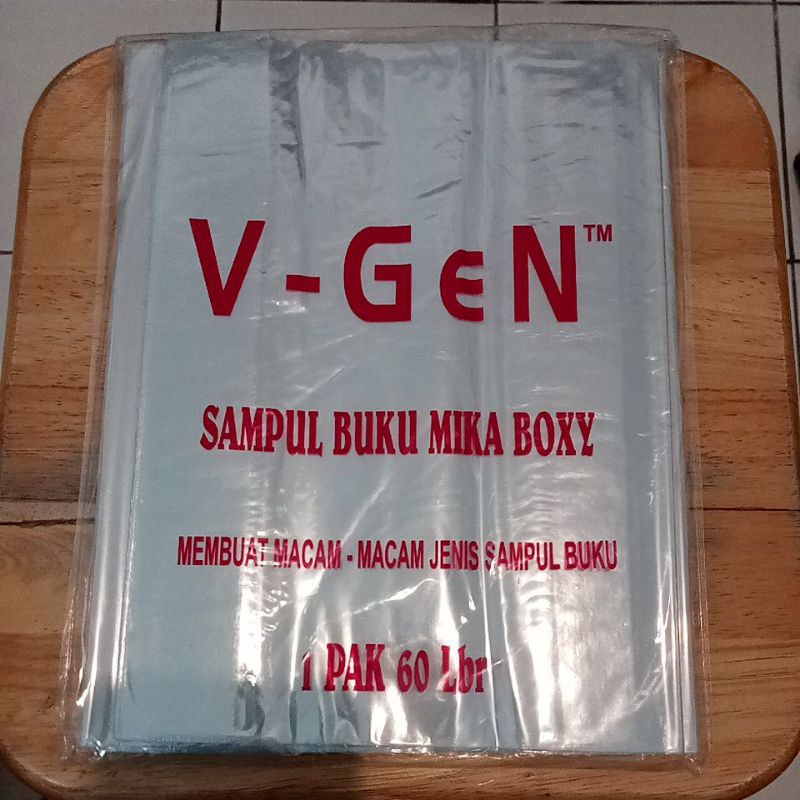 V-GeN™
SAMPUL BUKU MIKA BOXY
MEMBUAT MACAM - MACAM JENIS SAMPUL BUKU
1 PAK 60 Lbr